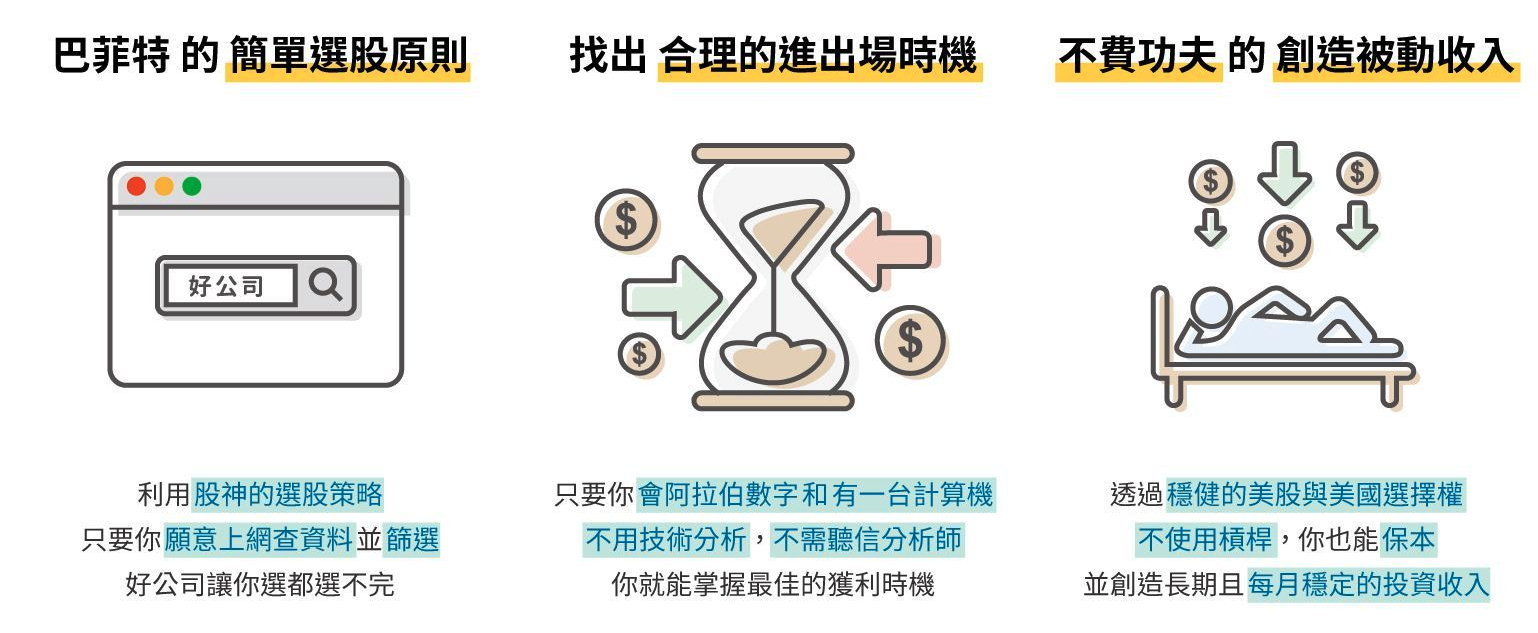 巴菲特 的 簡單選股原則
好公司
利用股神的選股策略
只要你願意上網查資料並篩選
好公司讓你選都選不完
找出 合理的進出場時機
$
$
$
只要你會阿拉伯數字和有一台計算機
不用技術分析，不需聽信分析師
你就能掌握最佳的獲利時機
不費功夫 的 創造被動收入
$
$
$
透過穩健的美股與美國選擇權
不使用槓桿，你也能保本
並創造長期且每月穩定的投資收入